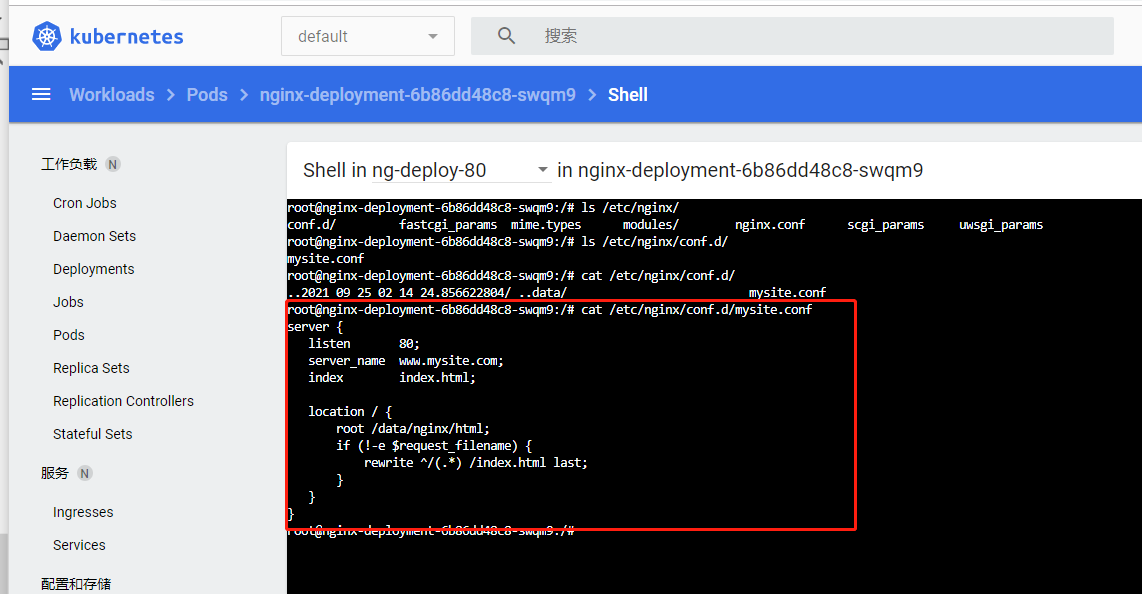 kubernetes
default
搜索
Workloads > Pods > nginx-deployment-6b86dd48c8-swqm9 > Shell
工作负载 N
Cron Jobs
Daemon Sets
Deployments
Jobs
Pods
Replica Sets
Replication Controllers
Stateful Sets
服务 N
Ingresses
Services
配置和存储
Shell in ng-deploy-80 in nginx-deployment-6b86dd48c8-swqm9
root@nginx-deployment-6b86dd48c8-swqm9:/# ls /etc/nginx/
conf.d/ fastcgi_params mime.types modules/ nginx.conf scgi_params uwsgi_params
root@nginx-deployment-6b86dd48c8-swqm9:/# ls /etc/nginx/conf.d/
mysite.conf
root@nginx-deployment-6b86dd48c8-swqm9:/# cat /etc/nginx/conf.d/
..2021_09_25_02_14_24.856622804/ ..data/ mysite.conf
root@nginx-deployment-6b86dd48c8-swqm9:/# cat /etc/nginx/conf.d/mysite.conf
server {
listen 80;
server_name www.mysite.com;
index index.html;
location / {
root /data/nginx/html;
if (!-e $request_filename) {
rewrite ^/(.*) /index.html last;
}
}
}
root@nginx-deployment-6b86dd48c8-swqm9:/#